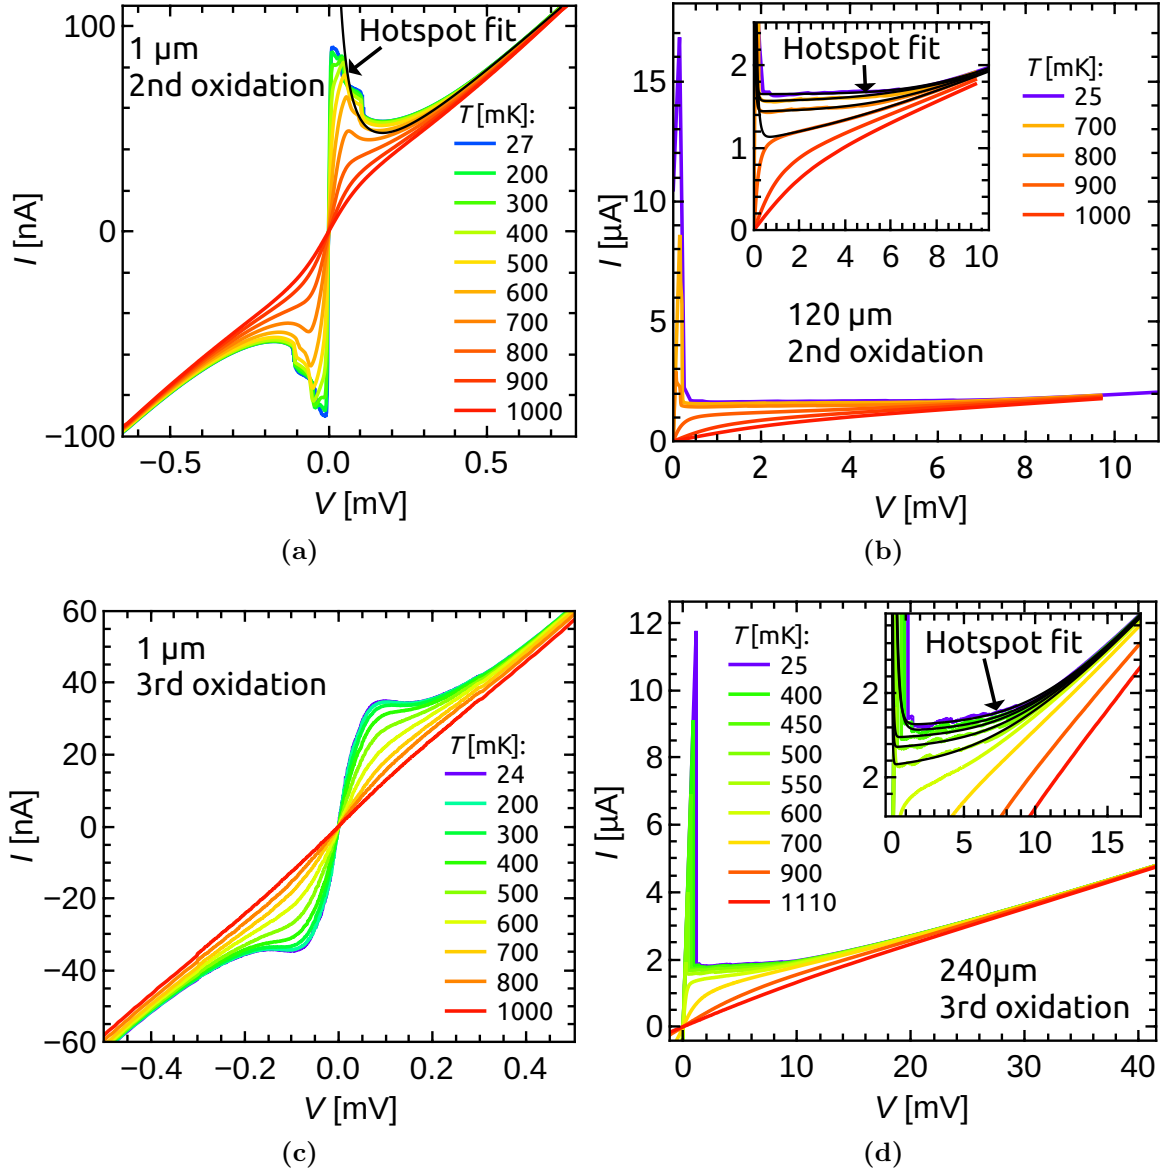 100
0
−100
I [nA]
1 µm
2nd oxidation
Hotspot fit
T [mK]:
27
200
300
400
500
600
700
800
900
1000
−0.5
0.0
0.5
V [mV]
(a)
15
10
5
0
I [µA]
2
1
0
Hotspot fit
0 2 4 6 8 10
T [mK]:
25
700
800
900
1000
120 µm
2nd oxidation
0 2 4 6 8 10
V [mV]
(b)
60
40
20
0
−20
−40
−60
I [nA]
1 µm
3rd oxidation
T [mK]:
24
200
300
400
500
600
700
800
1000
−0.4 −0.2 0.0 0.2 0.4
V [mV]
(c)
12
10
8
6
4
2
0
I [µA]
T [mK]:
25
400
450
500
550
600
700
900
1110
Hotspot fit
2
2
0 5 10 15
240µm
3rd oxidation
0 10 20 30 40
V [mV]
(d)